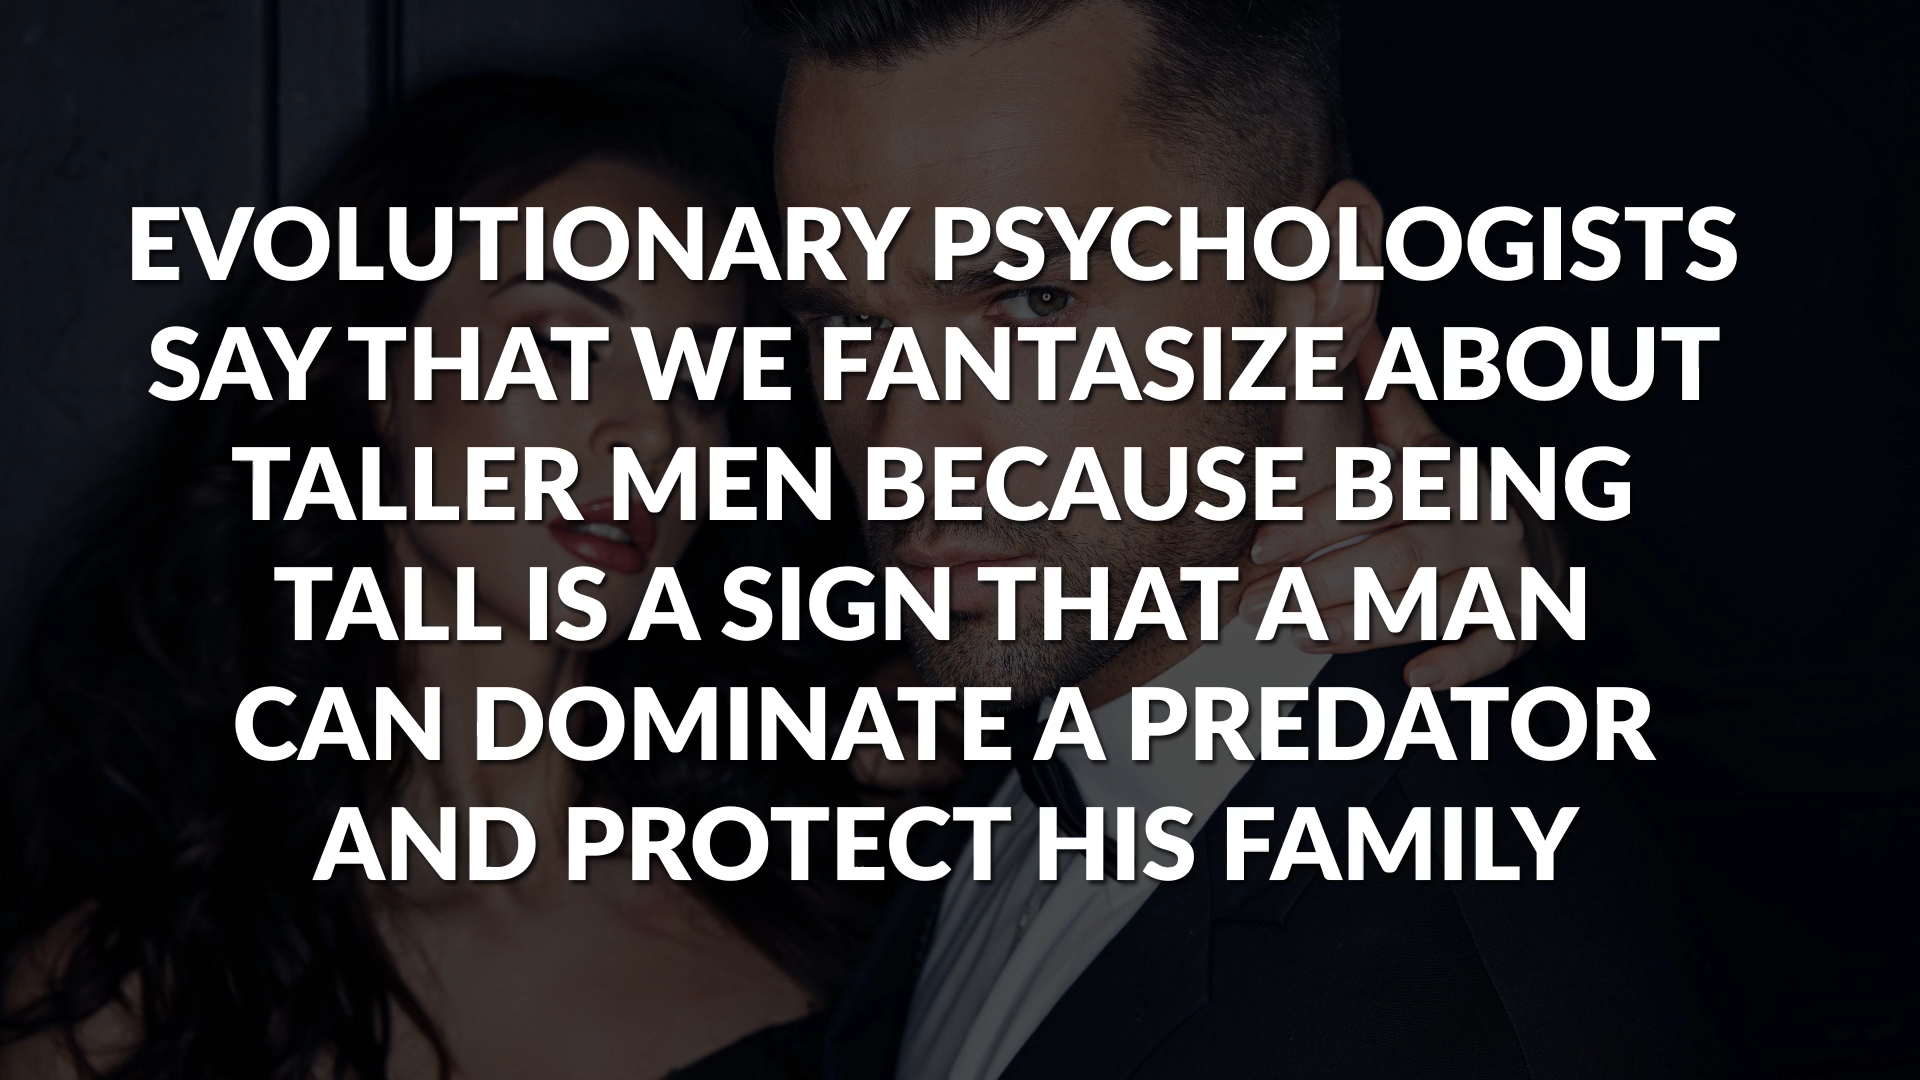 EVOLUTIONARY PSYCHOLOGISTS
SAY THAT WE FANTASIZE ABOUT
TALLER MEN BECAUSE BEING
TALL IS A SIGN THAT A MAN
CAN DOMINATE A PREDATOR
AND PROTECT HIS FAMILY